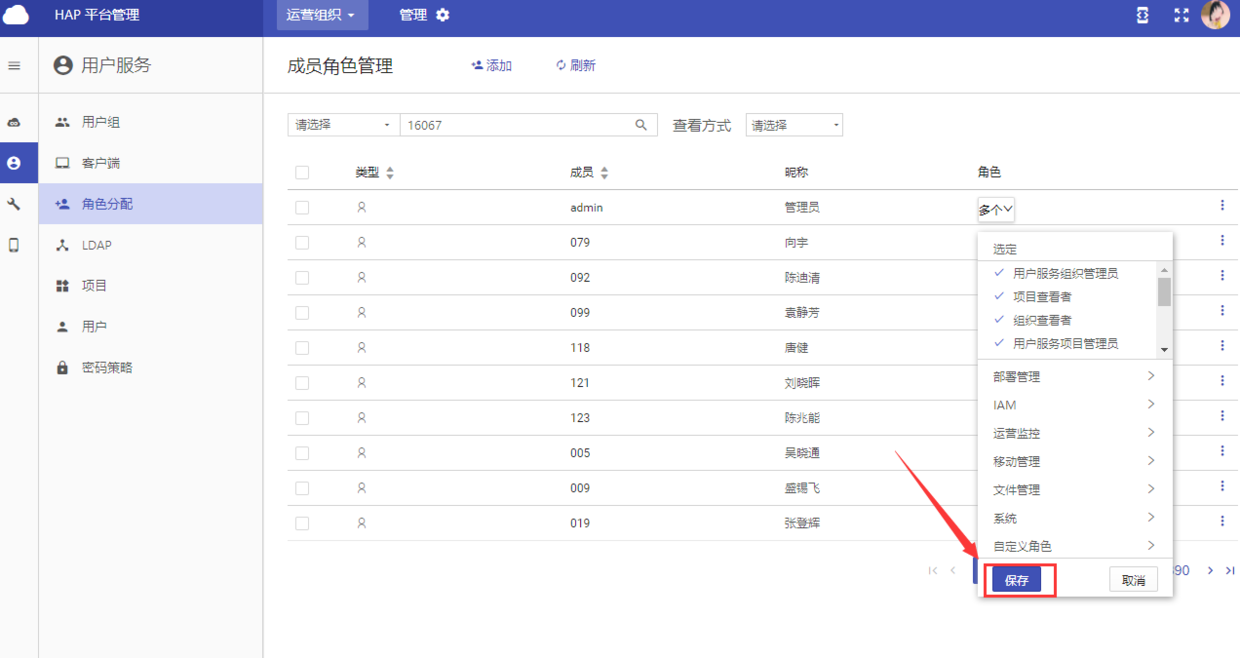 HAP 平台管理
运营组织
管理
用户服务
成员角色管理
添加
刷新
用户组
客户端
角色分配
LDAP
项目
用户
密码策略
请选择
16067
查看方式
请选择
类型
成员
昵称
角色
admin
管理员
多个
079
向宇
092
陈迪清
099
袁静芳
118
唐健
121
刘晓晖
123
陈兆能
005
吴晓通
009
盛锡飞
019
张登辉
选定
用户服务组织管理员
项目查看者
组织查看者
用户服务项目管理员
部署管理
IAM
运营监控
移动管理
文件管理
系统
自定义角色
保存
取消